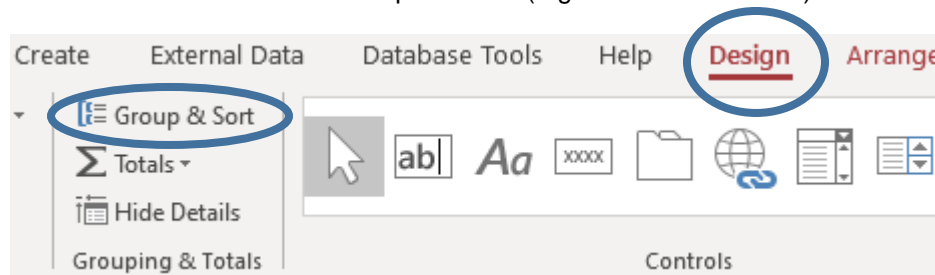 Create External Data Database Tools Help Design Arrange
Group & Sort
Totals
Hide Details
ab Aa xxxx
Grouping & Totals Controls